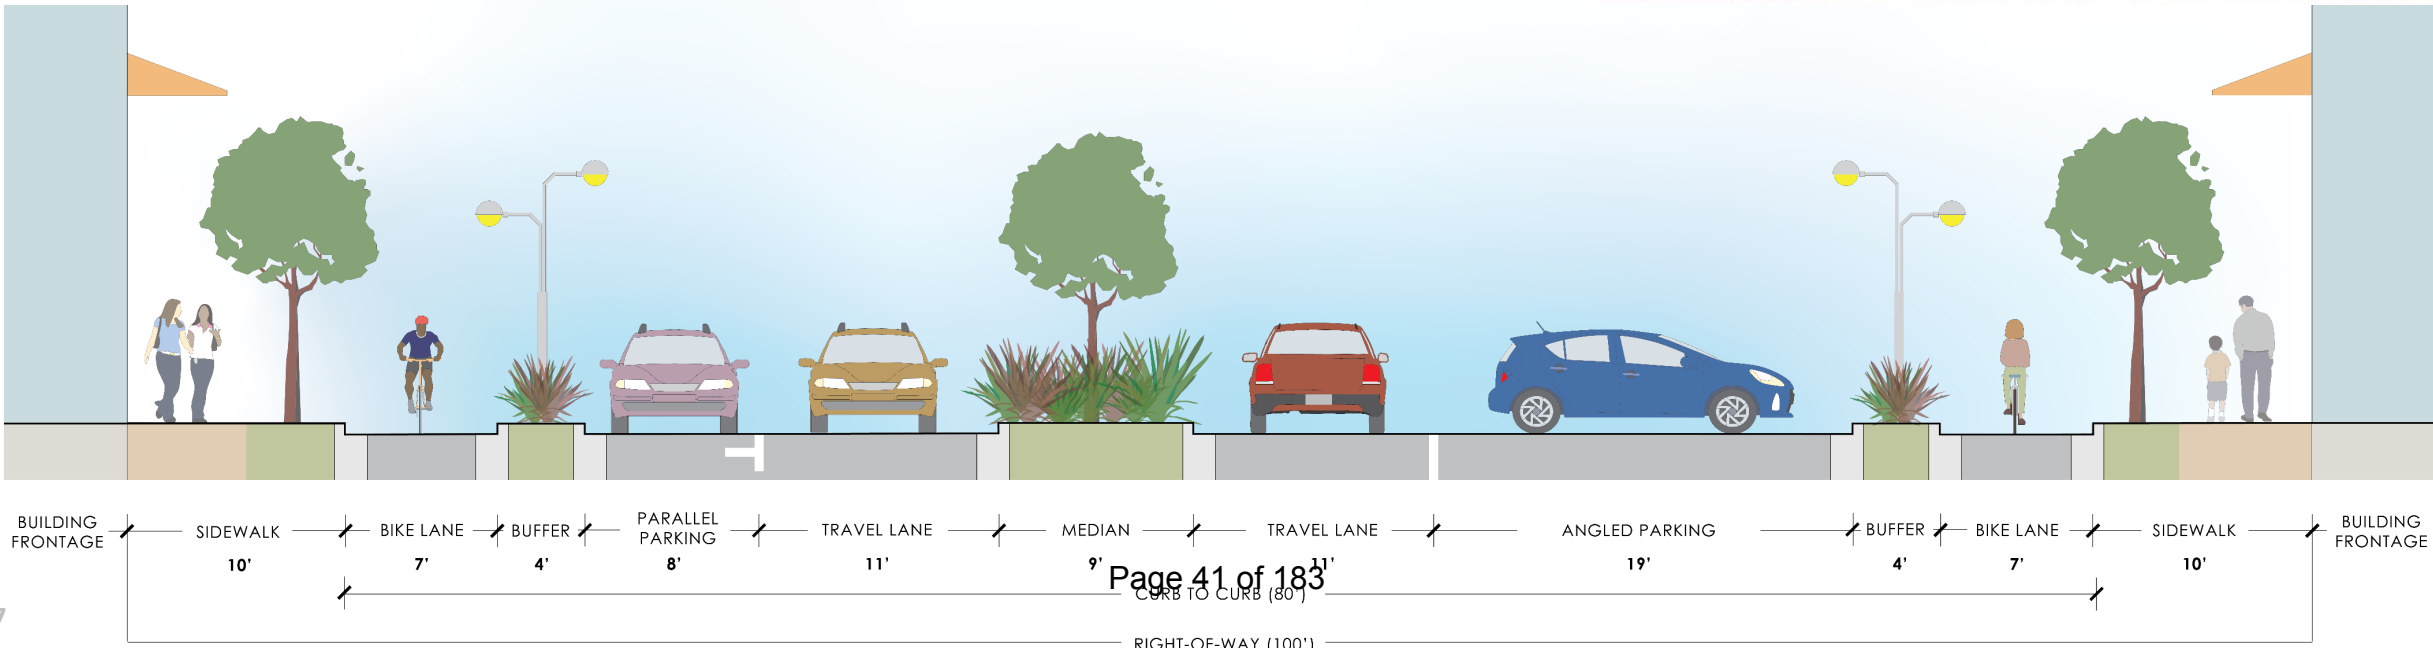 BUILDING
FRONTAGE
SIDEWALK
10'
BIKE LANE
7'
BUFFER
4'
PARALLEL
PARKING
8'
TRAVEL LANE
11'
MEDIAN
9'
TRAVEL LANE
11'
ANGLED PARKING
19'
BUFFER
4'
BIKE LANE
7'
SIDEWALK
10'
BUILDING
FRONTAGE
Page 41 of 183
CURB TO CURB (80')
RIGHT-OF-WAY (100')